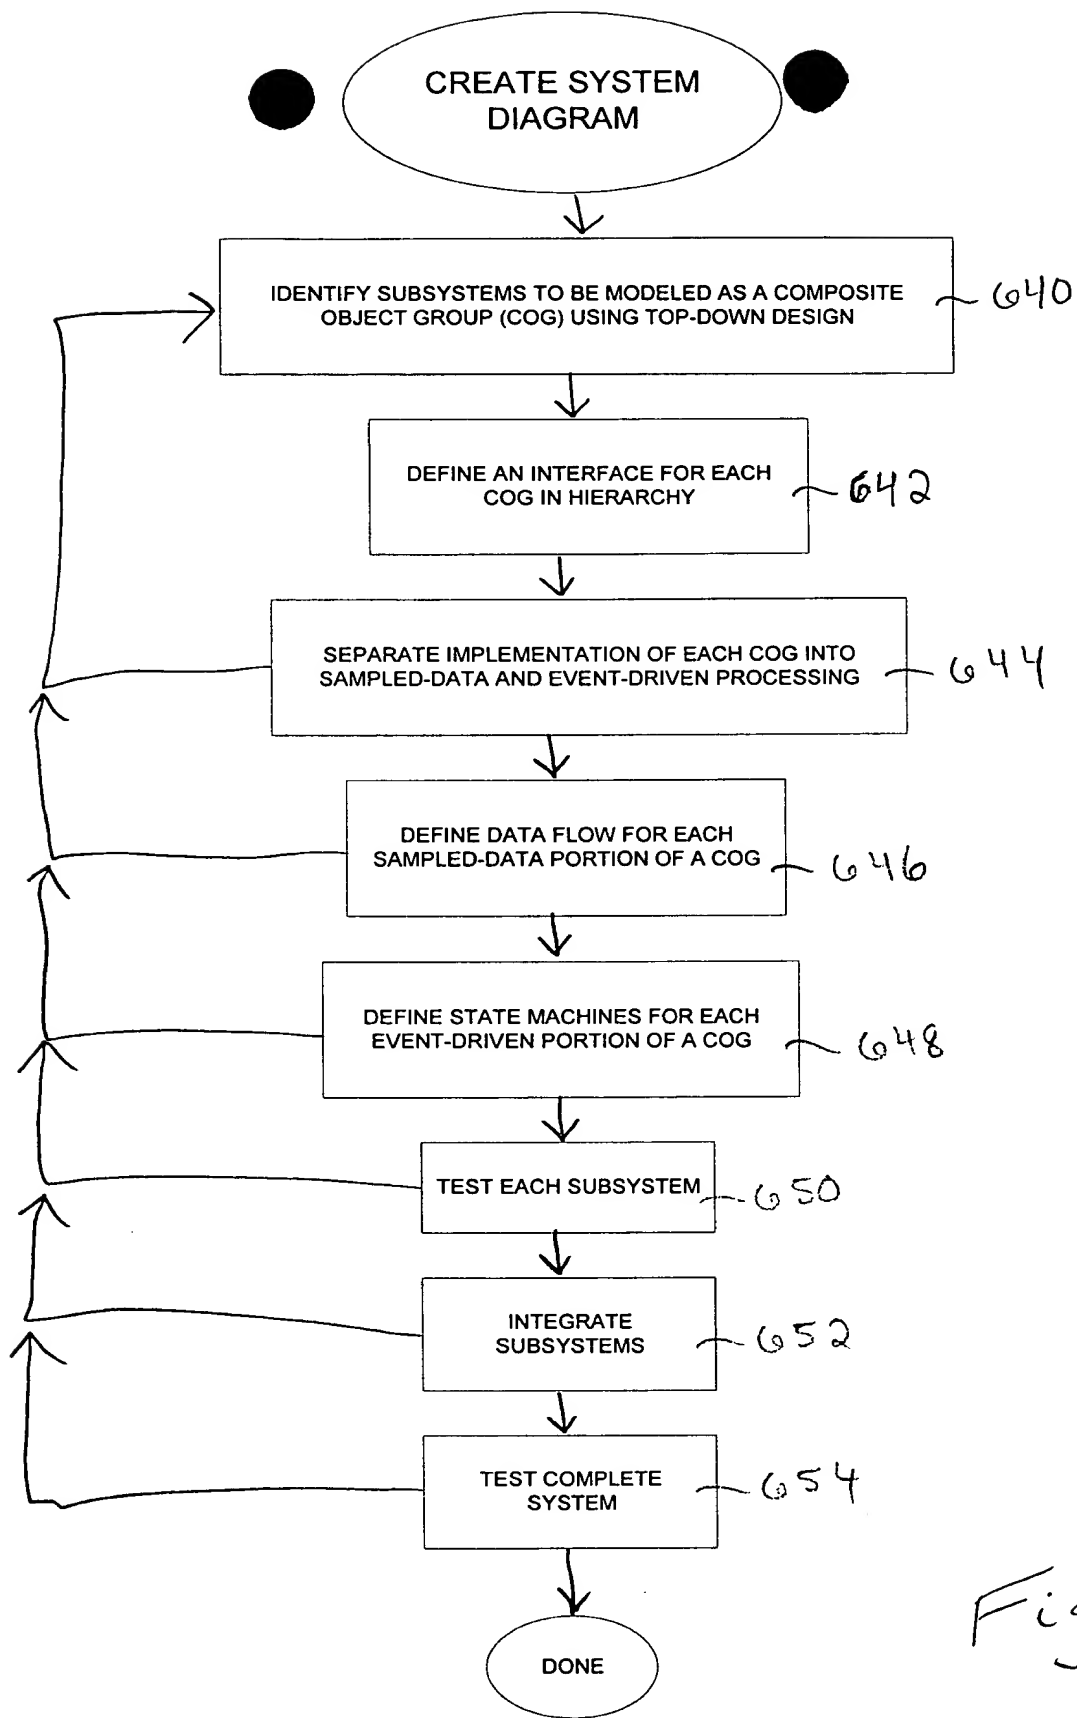 CREATE SYSTEM
DIAGRAM
IDENTIFY SUBSYSTEMS TO BE MODELED AS A COMPOSITE
OBJECT GROUP (COG) USING TOP-DOWN DESIGN
640
DEFINE AN INTERFACE FOR EACH
COG IN HIERARCHY
642
SEPARATE IMPLEMENTATION OF EACH COG INTO
SAMPLED-DATA AND EVENT-DRIVEN PROCESSING
644
DEFINE DATA FLOW FOR EACH
SAMPLED-DATA PORTION OF A COG
646
DEFINE STATE MACHINES FOR EACH
EVENT-DRIVEN PORTION OF A COG
648
TEST EACH SUBSYSTEM
650
INTEGRATE
SUBSYSTEMS
652
TEST COMPLETE
SYSTEM
654
DONE